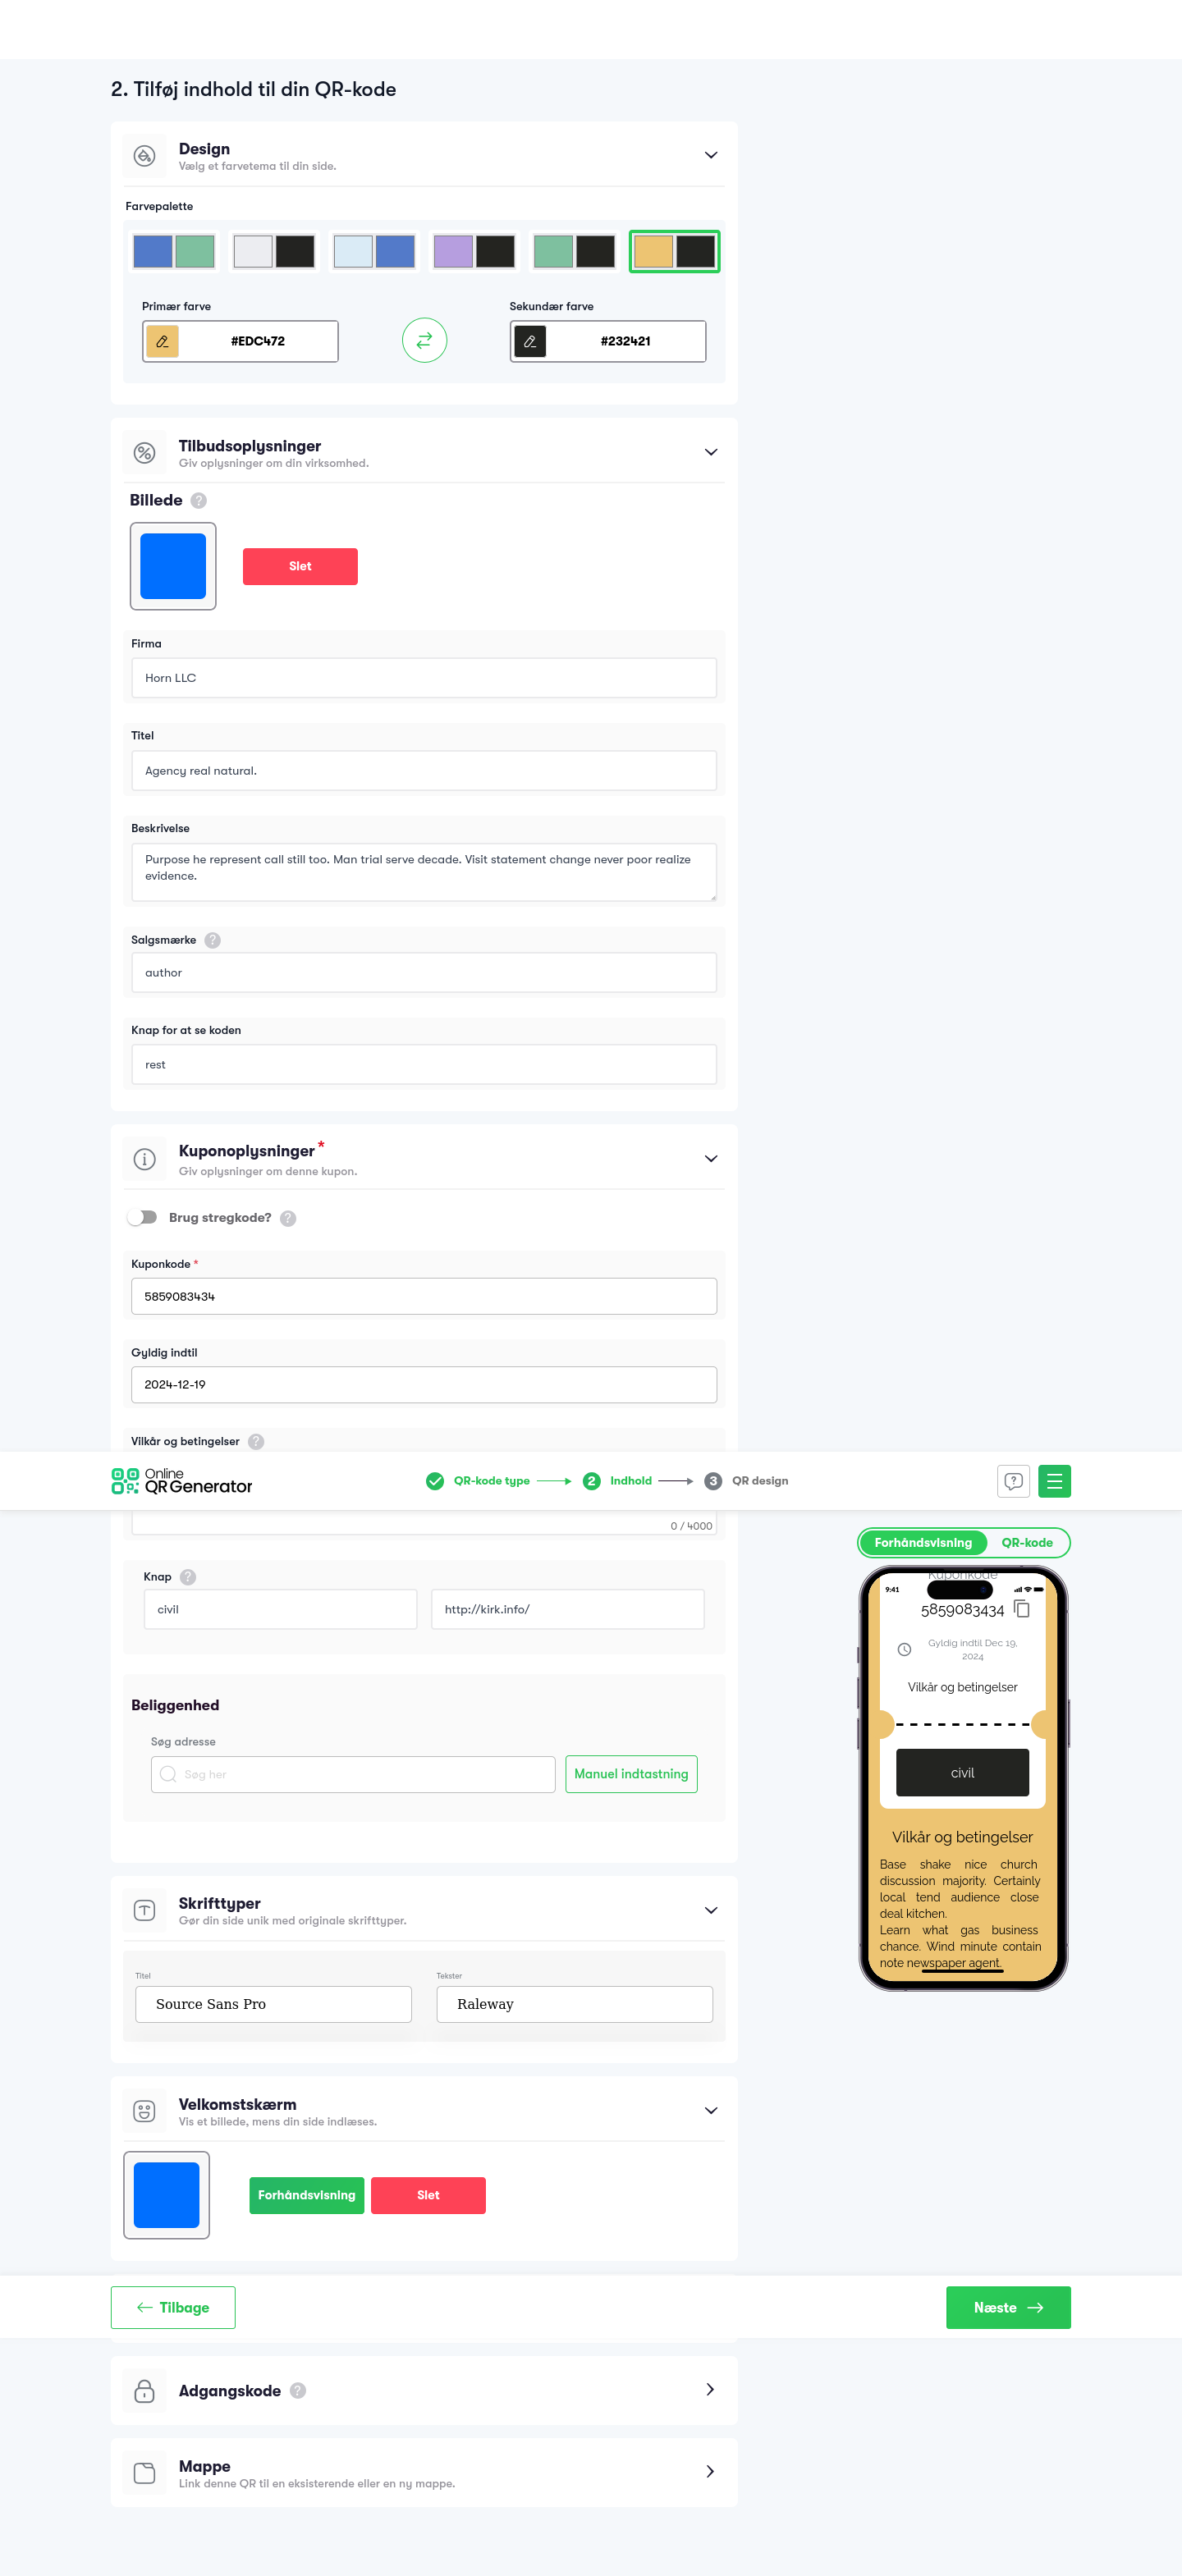 2. Tilføj indhold til din QR-kode
Design
Vælg et farvetema til din side.
Farvepalette
Primær farve
Sekundær farve
#EDC472
#232421
Tilbudsoplysninger
Giv oplysninger om din virksomhed.
Billede ?
Slet
Firma
Horn LLC
Titel
Agency real natural.
Beskrivelse
Purpose he represent call still too. Man trial serve decade. Visit statement change never poor realize
evidence.
Salgsmærke ?
author
Knap for at se koden
rest
Kuponoplysninger *
Giv oplysninger om denne kupon.
Brug stregkode? ?
Kuponkode *
5859083434
Gyldig indtil
2024-12-19
Vilkår og betingelser ?
Online
QR Generator
QR-kode type
2 Indhold
3 QR design
0 / 4000
Knap ?
civil
http://kirk.info/
Beliggenhed
Søg adresse
Søg her
Manuel indtastning
Forhåndsvisning
QR-kode
Kuponkode
9:41
5859083434
Gyldig indtil Dec 19,
2024
Vilkår og betingelser
civil
Vilkår og betingelser
Base shake nice church
discussion majority. Certainly
local tend audience close
deal kitchen.
Learn what gas business
chance. Wind minute contain
note newspaper agent.
Skrifttyper
Gør din side unik med originale skrifttyper.
Titel
Source Sans Pro
Tekster
Raleway
Velkomstskærm
Vis et billede, mens din side indlæses.
Forhåndsvisning
Slet
Tilbage
Næste
Adgangskode ?
Mappe
Link denne QR til en eksisterende eller en ny mappe.